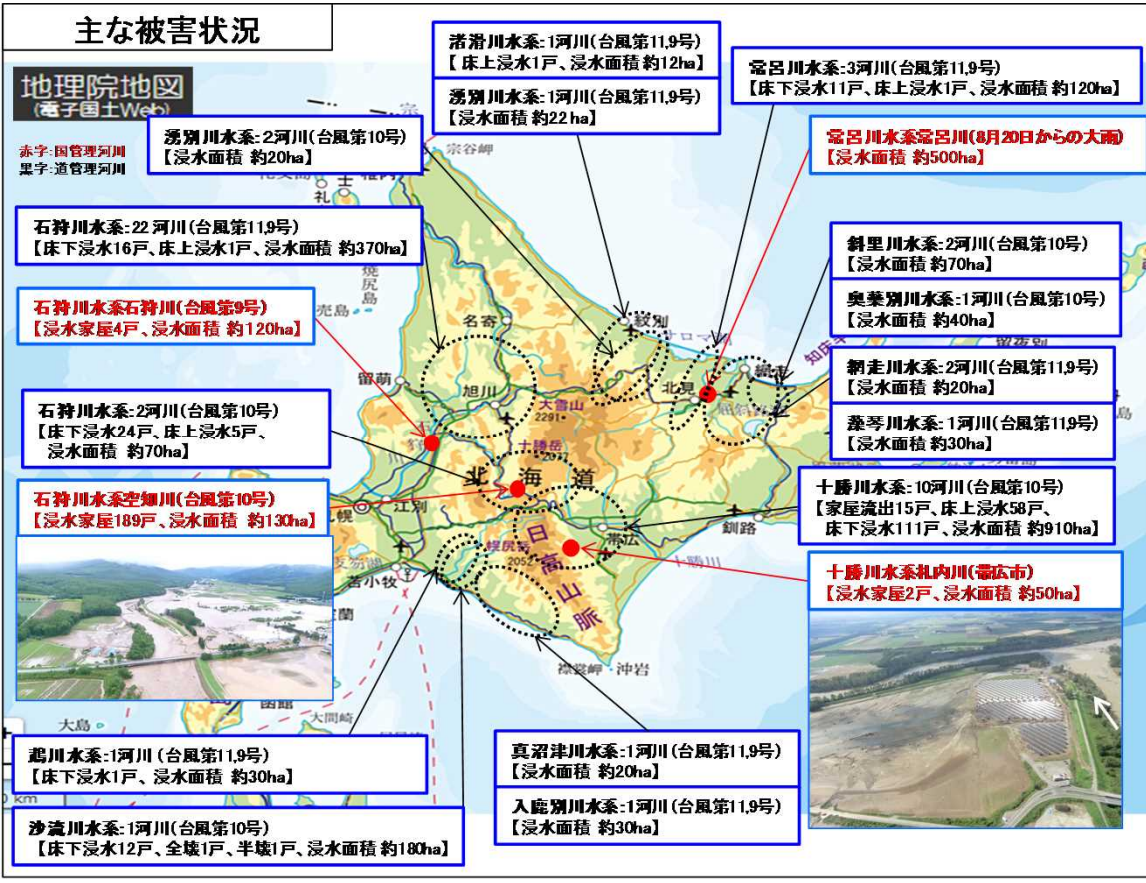 主な被害状況
地理院地図
(電子国土Web)
赤字:国管理河川
黒字:道管理河川
渚滑川水系:1河川(台風第11,9号)
【 床上浸水1戸、浸水面積 約12ha】
湧別川水系:1河川(台風第11,9号)
【浸水面積 約22ha】
常呂川水系:3河川(台風第11,9号)
【床下浸水11戸、床上浸水1戸、浸水面積 約120ha】
湧別川水系:2河川(台風第10号)
【浸水面積 約20ha】
常呂川水系常呂川(8月20日からの大雨)
【浸水面積 約500ha】
石狩川水系:22河川(台風第11,9号)
【床下浸水16戸、床上浸水1戸、浸水面積 約370ha】
斜里川水系:2河川(台風第10号)
【浸水面積 約70ha】
奥蘂別川水系:1河川(台風第10号)
【浸水面積 約40ha】
石狩川水系石狩川(台風第9号)
【浸水家屋4戸、浸水面積 約120ha】
網走川水系:2河川(台風第11,9号)
【浸水面積 約20ha】
藻琴川水系:1河川(台風第11,9号)
【浸水面積 約30ha】
石狩川水系:2河川(台風第10号)
【床下浸水24戸、床上浸水5戸、
浸水面積 約70ha】
石狩川水系空知川(台風第10号)
【浸水家屋189戸、浸水面積 約130ha】
十勝川水系:10河川(台風第10号)
【家屋流出15戸、床上浸水58戸、
床下浸水111戸、浸水面積 約910ha】
十勝川水系札内川(帯広市)
【浸水家屋2戸、浸水面積 約50ha】
宗谷岬
礼
焼尻島
売島
名寄
紋別
留萌
旭川
大雪山
2291
北見
網走
留夜別
十勝岳
2077
北海道
江別
札幌
帯広
釧路
十勝川
幌尻岳
2052
日高山脈
苫小牧
襟裳岬
沖岩
函館
大島
大間崎
鵡川水系:1河川(台風第11,9号)
【床下浸水1戸、浸水面積 約30ha】
沙流川水系:1河川(台風第10号)
【床下浸水12戸、全壊1戸、半壊1戸、浸水面積 約180ha】
真沼津川水系:1河川(台風第11,9号)
【浸水面積 約20ha】
入鹿別川水系:1河川(台風第11,9号)
【浸水面積 約30ha】
km